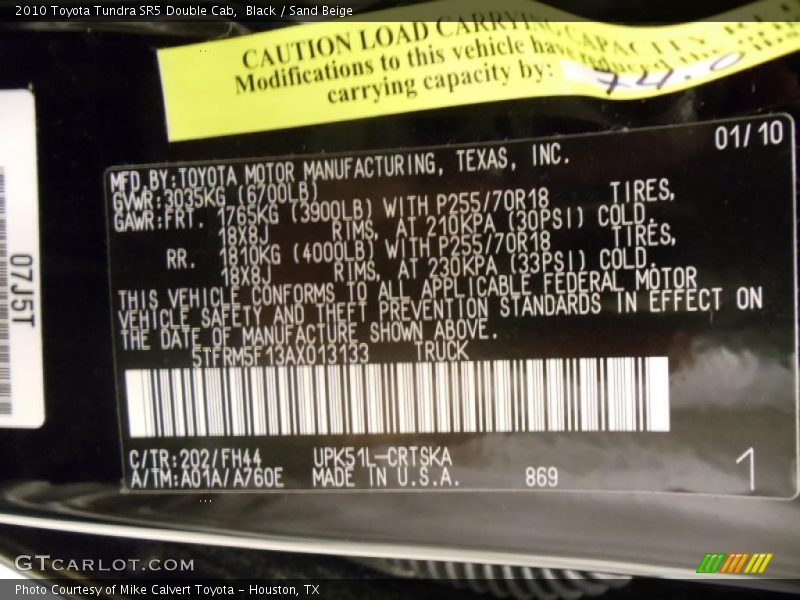 2010 Toyota Tundra SR5 Double Cab, Black / Sand Beige
CAUTION LOAD CARRYING CAPACITY
Modifications to this vehicle have reduced its
carrying capacity by:
01/10
MFD.BY:TOYOTA MOTOR MANUFACTURING, TEXAS, INC.
GVWR:3035KG (6700LB)
GAWR:FRT. 1765KG (3900LB) WITH P255/70R18 TIRES,
18X8J RIMS, AT 210KPA (30PSI) COLD.
RR. 1810KG (4000LB) WITH P255/70R18 TIRES,
18X8J RIMS, AT 230KPA (33PSI) COLD.
THIS VEHICLE CONFORMS TO ALL APPLICABLE FEDERAL MOTOR
VEHICLE SAFETY AND THEFT PREVENTION STANDARDS IN EFFECT ON
THE DATE OF MANUFACTURE SHOWN ABOVE.
5TFRM5F13AX013133 TRUCK
C/TR:202/FH44 UPK51L-CRTSKA
A/TM:A01A/A760E MADE IN U.S.A. 869
1
07J5T
GTCARLOT.COM
Photo Courtesy of Mike Calvert Toyota – Houston, TX